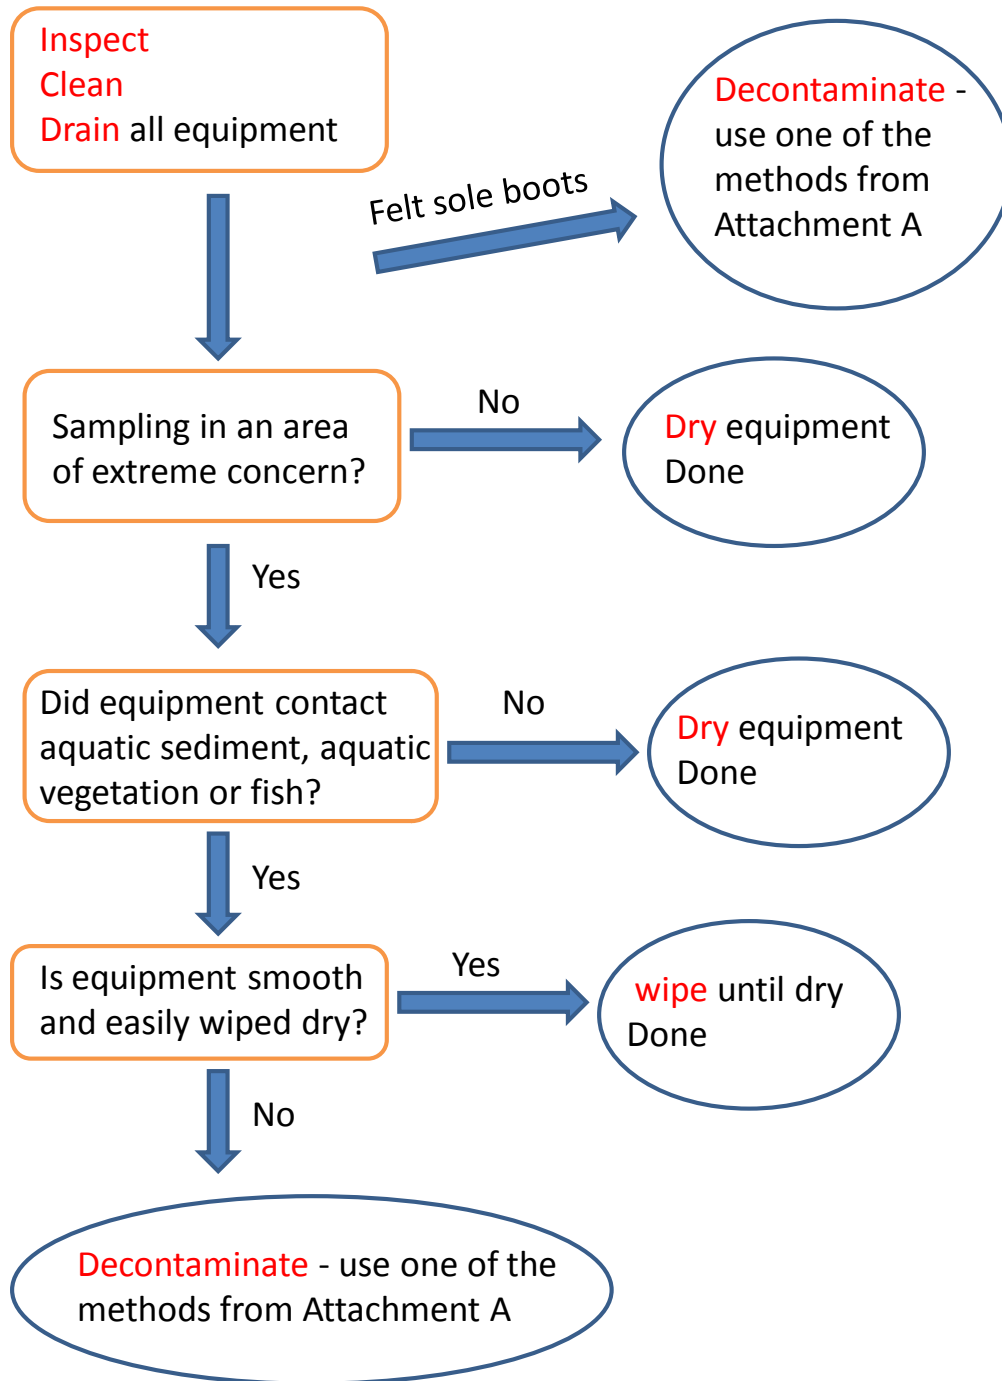 Inspect
Clean
Drain all equipment
Felt sole boots
Decontaminate -
use one of the
methods from
Attachment A
Sampling in an area
of extreme concern?
No
Dry equipment
Done
Yes
Did equipment contact
aquatic sediment, aquatic
vegetation or fish?
No
Dry equipment
Done
Yes
Is equipment smooth
and easily wiped dry?
Yes
wipe until dry
Done
No
Decontaminate - use one of the
methods from Attachment A